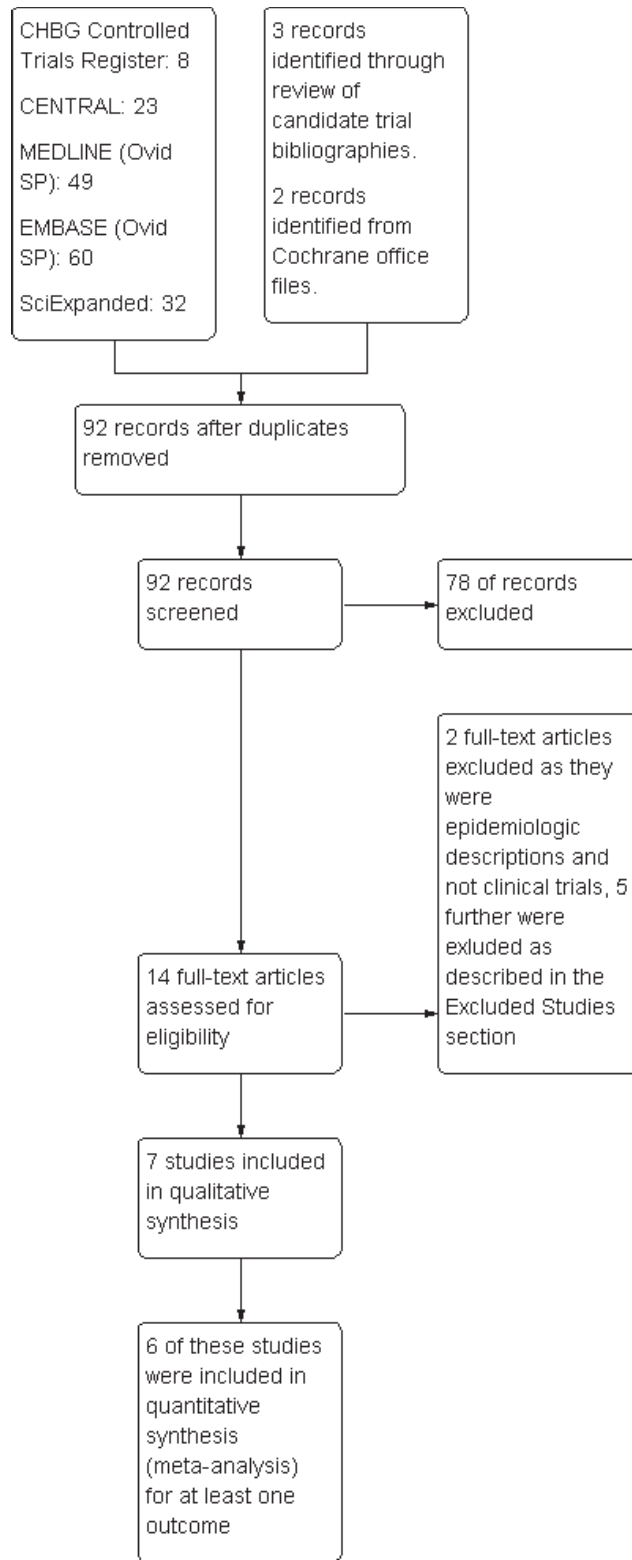 CHBG Controlled
Trials Register: 8
CENTRAL: 23
MEDLINE (Ovid
SP): 49
EMBASE (Ovid
SP): 60
SciExpanded: 32
3 records
identified through
review of
candidate trial
bibliographies.
2 records
identified from
Cochrane office
files.
92 records after duplicates
removed
92 records
screened
78 of records
excluded
2 full-text articles
excluded as they
were
epidemiologic
descriptions and
not clinical trials, 5
further were
exluded as
described in the
Excluded Studies
section
14 full-text articles
assessed for
eligibility
7 studies included
in qualitative
synthesis
6 of these studies
were included in
quantitative
synthesis
(meta-analysis)
for at least one
outcome